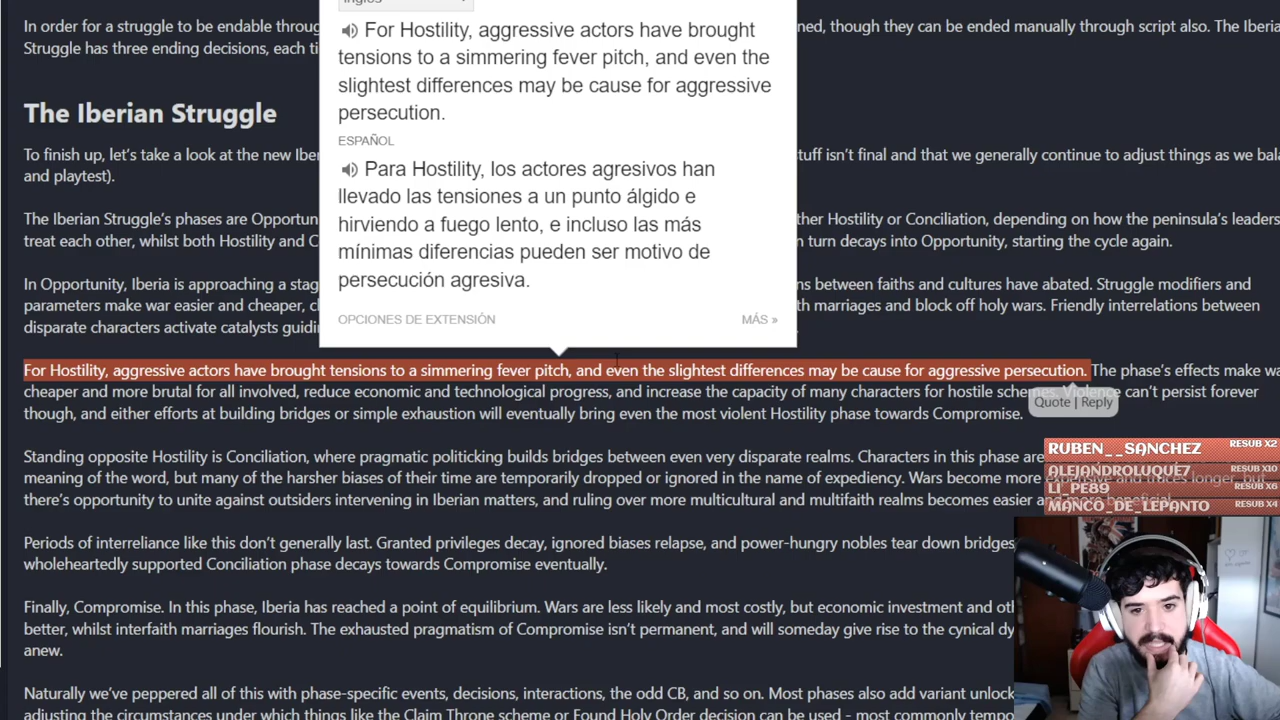 Inglés
For Hostility, aggressive actors have brought
tensions to a simmering fever pitch, and even the
slightest differences may be cause for aggressive
persecution.
ESPAÑOL
Para Hostility, los actores agresivos han
llevado las tensiones a un punto álgido e
hirviendo a fuego lento, e incluso las más
mínimas diferencias pueden ser motivo de
persecución agresiva.
OPCIONES DE EXTENSIÓN MÁS »
In order for a struggle to be endable throug ned, though they can be ended manually through script also. The Iberia
Struggle has three ending decisions, each ti
The Iberian Struggle
To finish up, let's take a look at the new Iber tuff isn't final and that we generally continue to adjust things as we bala
and playtest).
The Iberian Struggle's phases are Opportun ther Hostility or Conciliation, depending on how the peninsula's leaders
treat each other, whilst both Hostility and C n turn decays into Opportunity, starting the cycle again.
In Opportunity, Iberia is approaching a stag ns between faiths and cultures have abated. Struggle modifiers and
parameters make war easier and cheaper, c th marriages and block off holy wars. Friendly interrelations between
disparate characters activate catalysts guidi
For Hostility, aggressive actors have brought tensions to a simmering fever pitch, and even the slightest differences may be cause for aggressive persecution. The phase's effects make wa
cheaper and more brutal for all involved, reduce economic and technological progress, and increase the capacity of many characters for hostile schemes. Violence can't persist forever
though, and either efforts at building bridges or simple exhaustion will eventually bring even the most violent Hostility phase towards Compromise.
Quote | Reply
Standing opposite Hostility is Conciliation, where pragmatic politicking builds bridges between even very disparate realms. Characters in this phase are
meaning of the word, but many of the harsher biases of their time are temporarily dropped or ignored in the name of expediency. Wars become more expensive and truces longer, but
there's opportunity to unite against outsiders intervening in Iberian matters, and ruling over more multicultural and multifaith realms becomes easier and more beneficial.
RUBEN__SANCHEZ RESUB X2
ALEJANDROLUQUE7 RESUB X10
LI_PE89 RESUB X6
MANCO_DE_LEPANTO RESUB X4
Periods of interreliance like this don't generally last. Granted privileges decay, ignored biases relapse, and power-hungry nobles tear down bridges
wholeheartedly supported Conciliation phase decays towards Compromise eventually.
Finally, Compromise. In this phase, Iberia has reached a point of equilibrium. Wars are less likely and most costly, but economic investment and oth
better, whilst interfaith marriages flourish. The exhausted pragmatism of Compromise isn't permanent, and will someday give rise to the cynical dy
anew.
Naturally we've peppered all of this with phase-specific events, decisions, interactions, the odd CB, and so on. Most phases also add variant unlock
adjusting the circumstances under which things like the Claim Throne scheme or Found Holy Order decision can be used - most commonly tempo